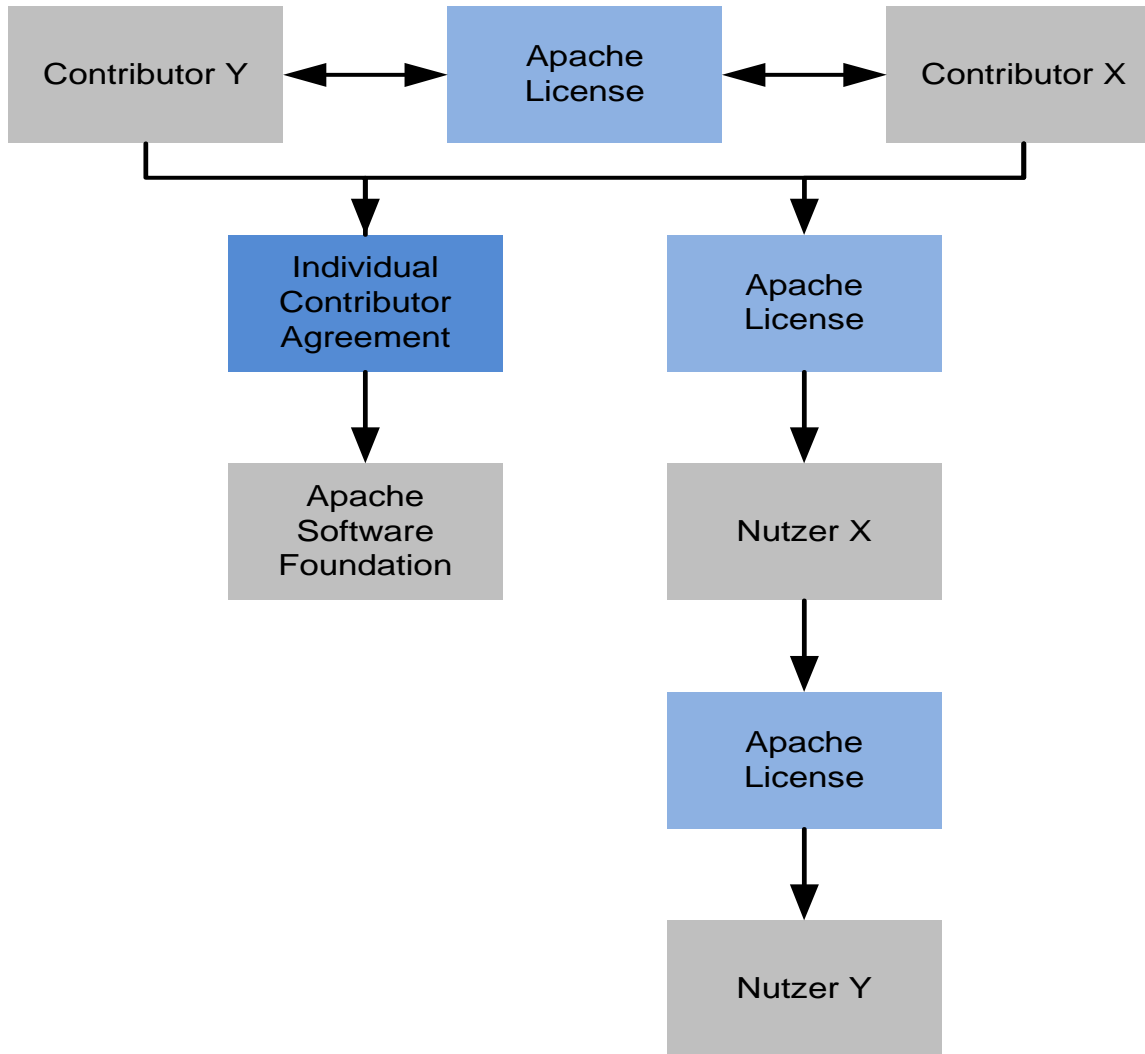 Contributor Y
Apache
License
Contributor X
Individual
Contributor
Agreement
Apache
License
Apache
Software
Foundation
Nutzer X
Apache
License
Nutzer Y